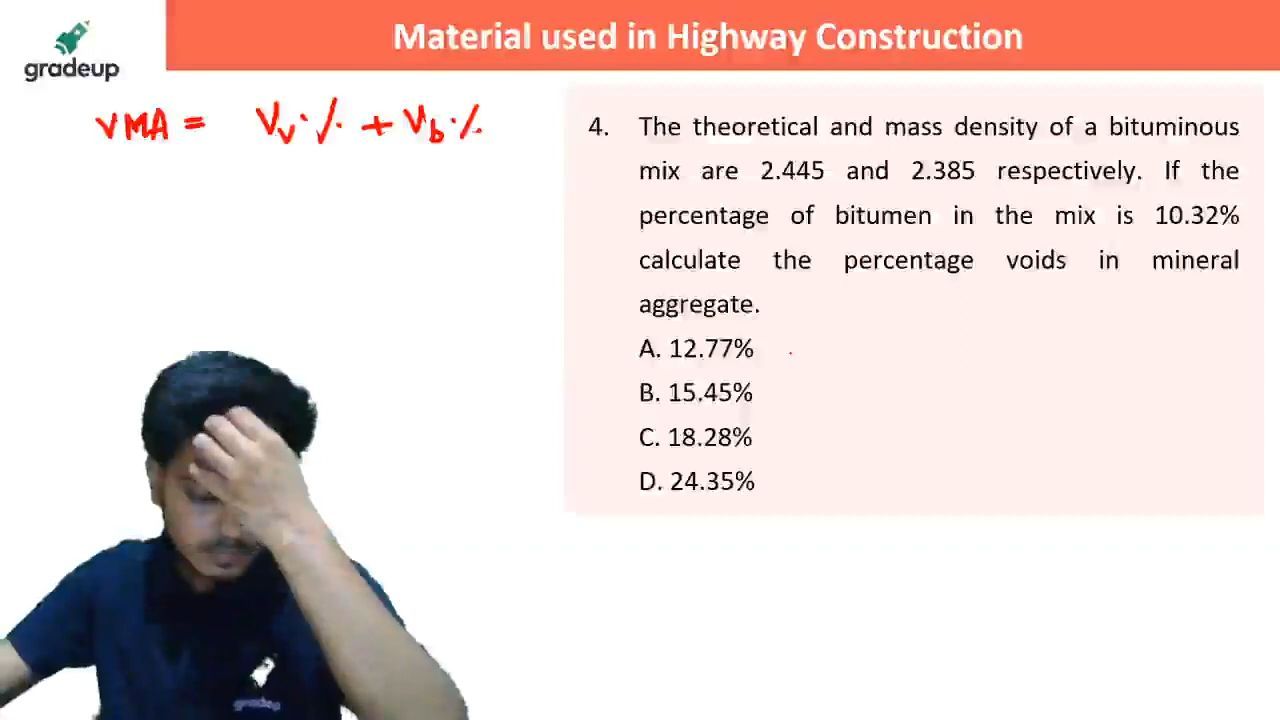 gradeup
Material used in Highway Construction
VMA = Vv·% + Vb·%
4. The theoretical and mass density of a bituminous
mix are 2.445 and 2.385 respectively. If the
percentage of bitumen in the mix is 10.32%
calculate the percentage voids in mineral
aggregate.
A. 12.77%
B. 15.45%
C. 18.28%
D. 24.35%
gradeup